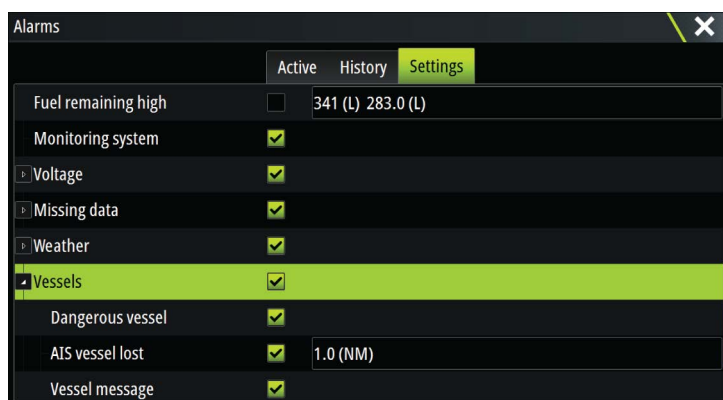 Alarms
Active History Settings
Fuel remaining high 341 (L) 283.0 (L)
Monitoring system
Voltage
Missing data
Weather
Vessels
Dangerous vessel
AIS vessel lost 1.0 (NM)
Vessel message